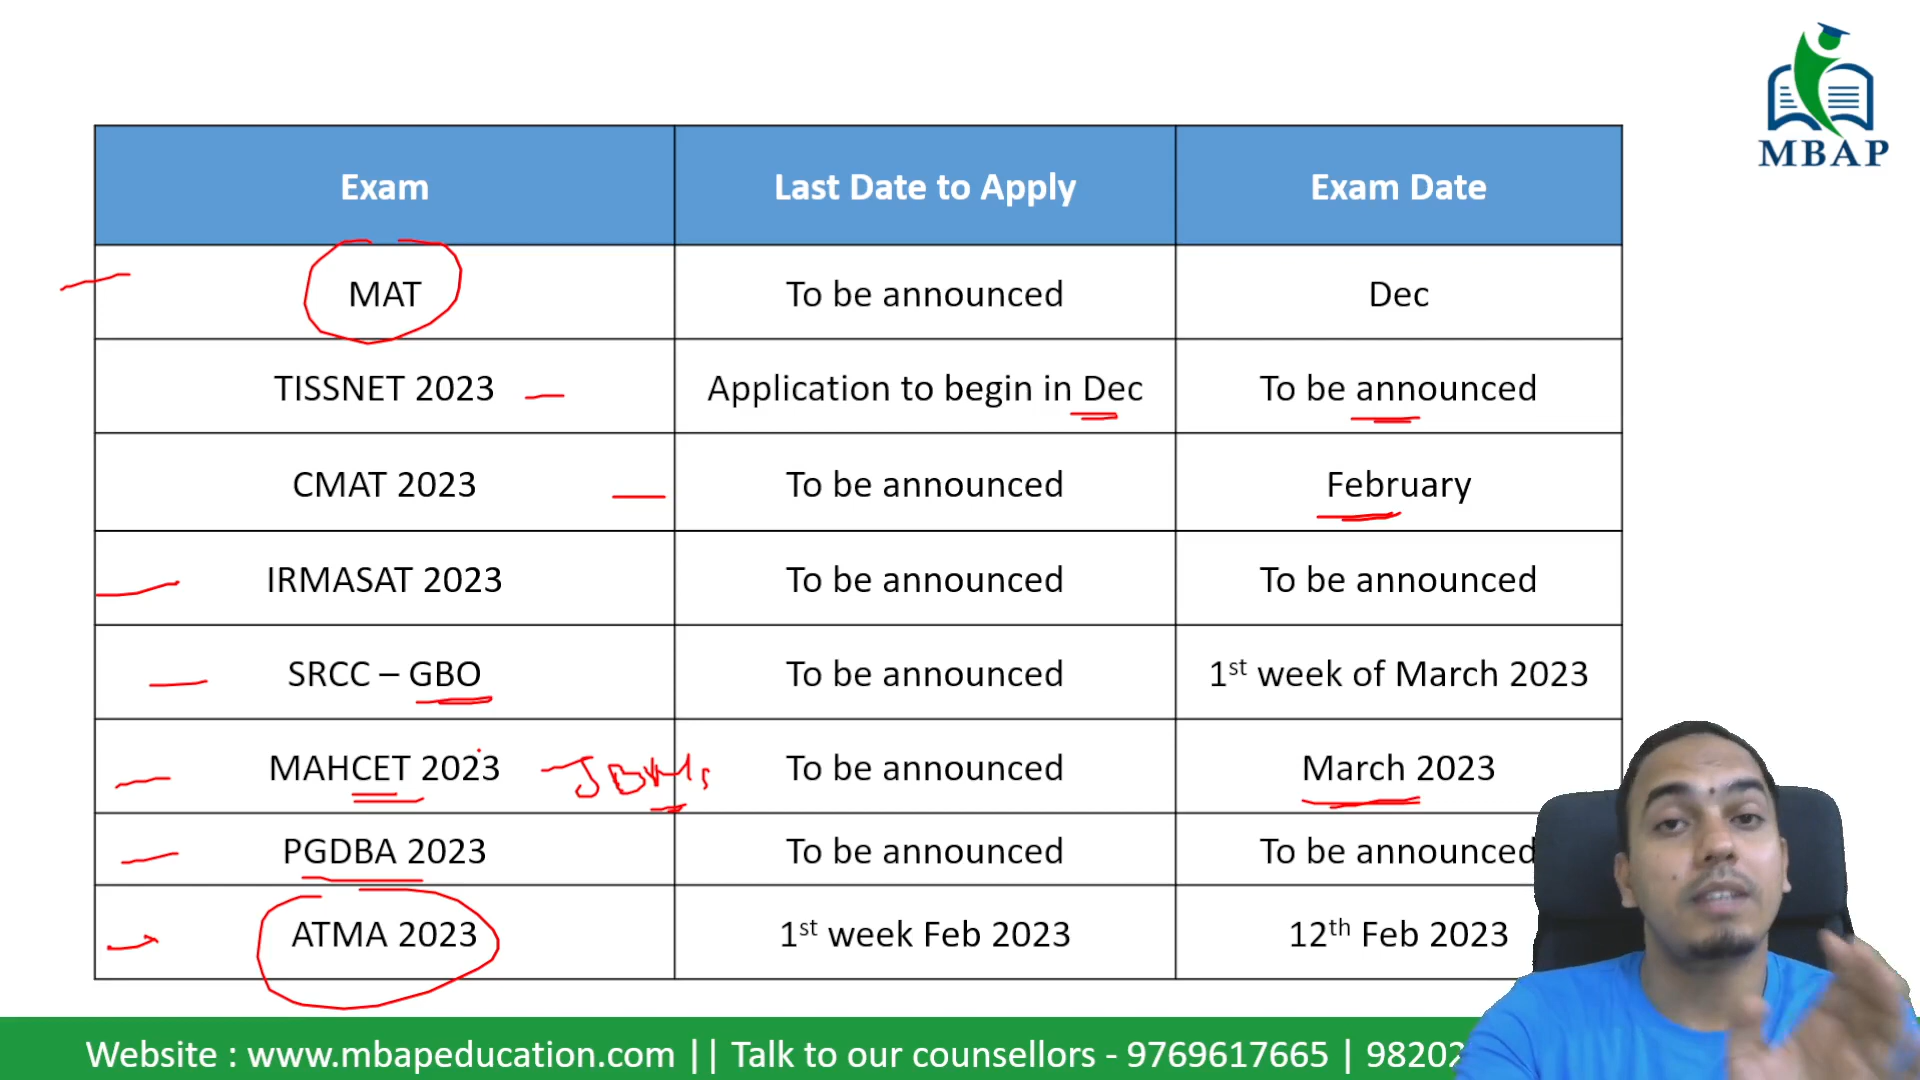 MBAP
Exam Last Date to Apply Exam Date
MAT To be announced Dec
TISSNET 2023 Application to begin in Dec To be announced
CMAT 2023 To be announced February
IRMASAT 2023 To be announced To be announced
SRCC – GBO To be announced 1st week of March 2023
MAHCET 2023 JBIMS To be announced March 2023
PGDBA 2023 To be announced To be announced
ATMA 2023 1st week Feb 2023 12th Feb 2023
Website : www.mbapeducation.com || Talk to our counsellors - 9769617665 | 98202